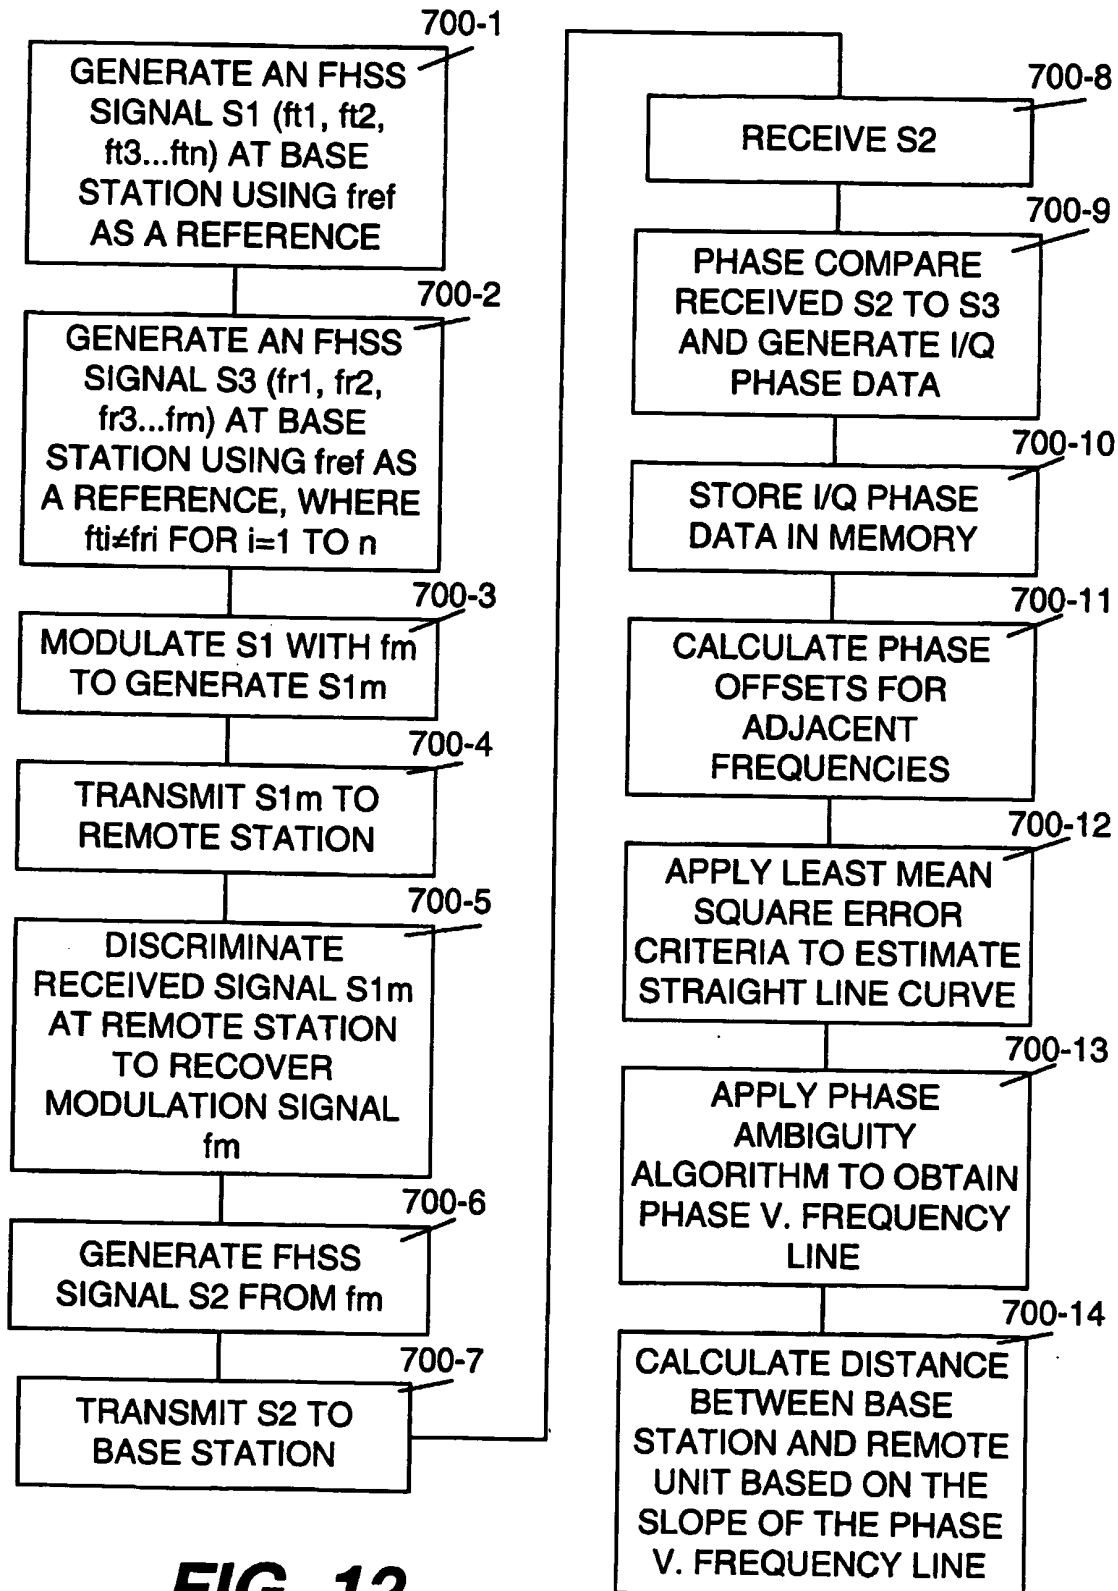 700-1
GENERATE AN FHSS
SIGNAL S1 (ft1, ft2,
ft3...ftn) AT BASE
STATION USING fref
AS A REFERENCE
700-2
GENERATE AN FHSS
SIGNAL S3 (fr1, fr2,
fr3...frn) AT BASE
STATION USING fref AS
A REFERENCE, WHERE
fti≠fri FOR i=1 TO n
700-3
MODULATE S1 WITH fm
TO GENERATE S1m
700-4
TRANSMIT S1m TO
REMOTE STATION
700-5
DISCRIMINATE
RECEIVED SIGNAL S1m
AT REMOTE STATION
TO RECOVER
MODULATION SIGNAL
fm
700-6
GENERATE FHSS
SIGNAL S2 FROM fm
700-7
TRANSMIT S2 TO
BASE STATION
700-8
RECEIVE S2
700-9
PHASE COMPARE
RECEIVED S2 TO S3
AND GENERATE I/Q
PHASE DATA
700-10
STORE I/Q PHASE
DATA IN MEMORY
700-11
CALCULATE PHASE
OFFSETS FOR
ADJACENT
FREQUENCIES
700-12
APPLY LEAST MEAN
SQUARE ERROR
CRITERIA TO ESTIMATE
STRAIGHT LINE CURVE
700-13
APPLY PHASE
AMBIGUITY
ALGORITHM TO OBTAIN
PHASE V. FREQUENCY
LINE
700-14
CALCULATE DISTANCE
BETWEEN BASE
STATION AND REMOTE
UNIT BASED ON THE
SLOPE OF THE PHASE
V. FREQUENCY LINE
FIG. 12